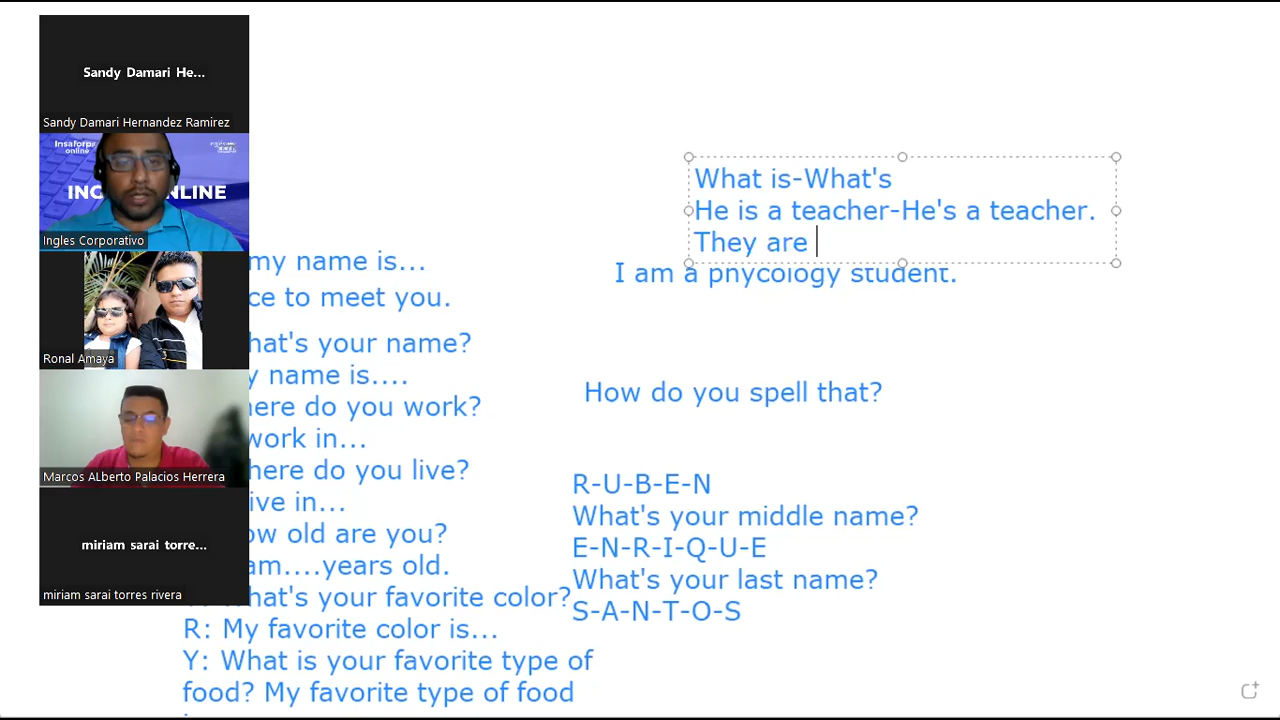 Sandy Damari He...
Sandy Damari Hernandez Ramirez
Insaforp
online
INGLES ONLINE
Ingles Corporativo
Ronal Amaya
Marcos ALberto Palacios Herrera
miriam sarai torre...
miriam sarai torres rivera
What is-What's
He is a teacher-He's a teacher.
They are
I am a phycology student.
my name is...
ce to meet you.
hat's your name?
y name is....
here do you work?
work in...
here do you live?
ive in...
ow old are you?
am....years old.
hat's your favorite color?
R: My favorite color is...
Y: What is your favorite type of
food? My favorite type of food
How do you spell that?
R-U-B-E-N
What's your middle name?
E-N-R-I-Q-U-E
What's your last name?
S-A-N-T-O-S